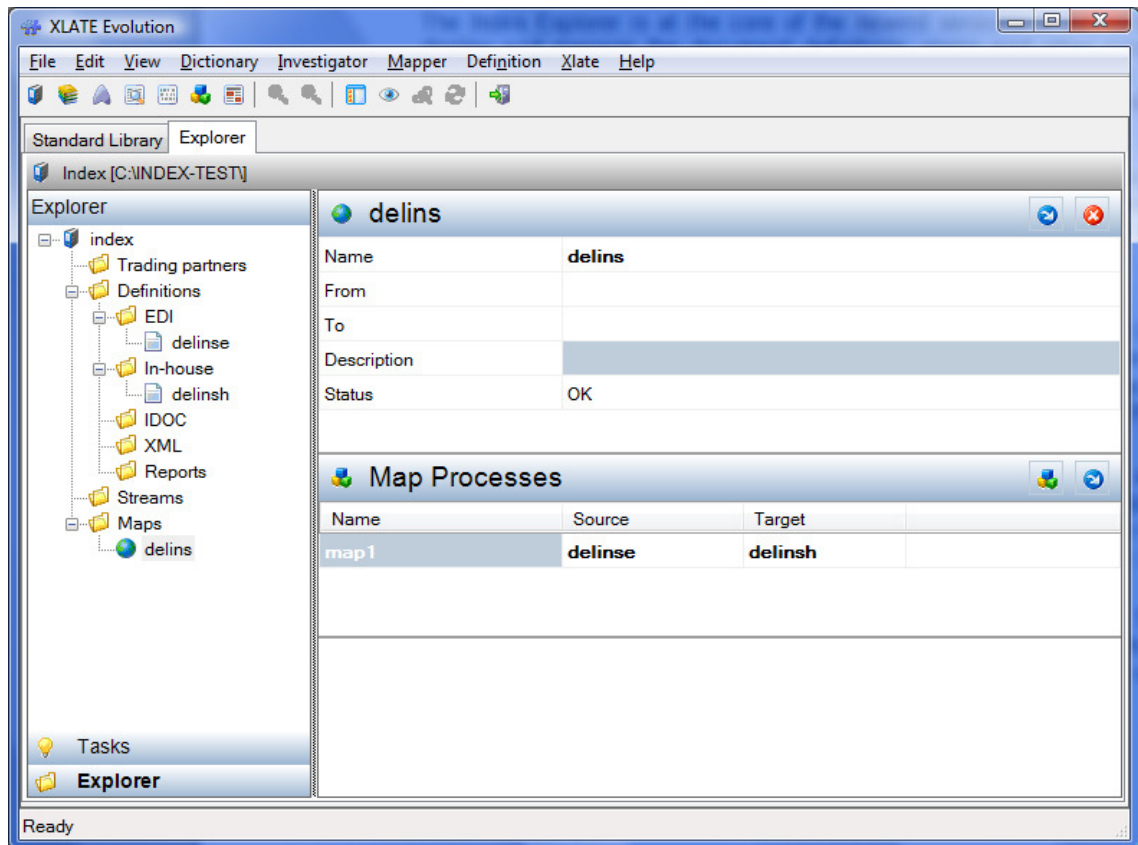 XLATE Evolution
File Edit View Dictionary Investigator Mapper Definition Xlate Help
Standard Library Explorer
Index [C:\INDEX-TEST\]
Explorer
index
Trading partners
Definitions
EDI
delinse
In-house
delinsh
IDOC
XML
Reports
Streams
Maps
delins
Tasks
Explorer
delins
Name delins
From
To
Description
Status OK
Map Processes
Name Source Target
map1 delinse delinsh
Ready